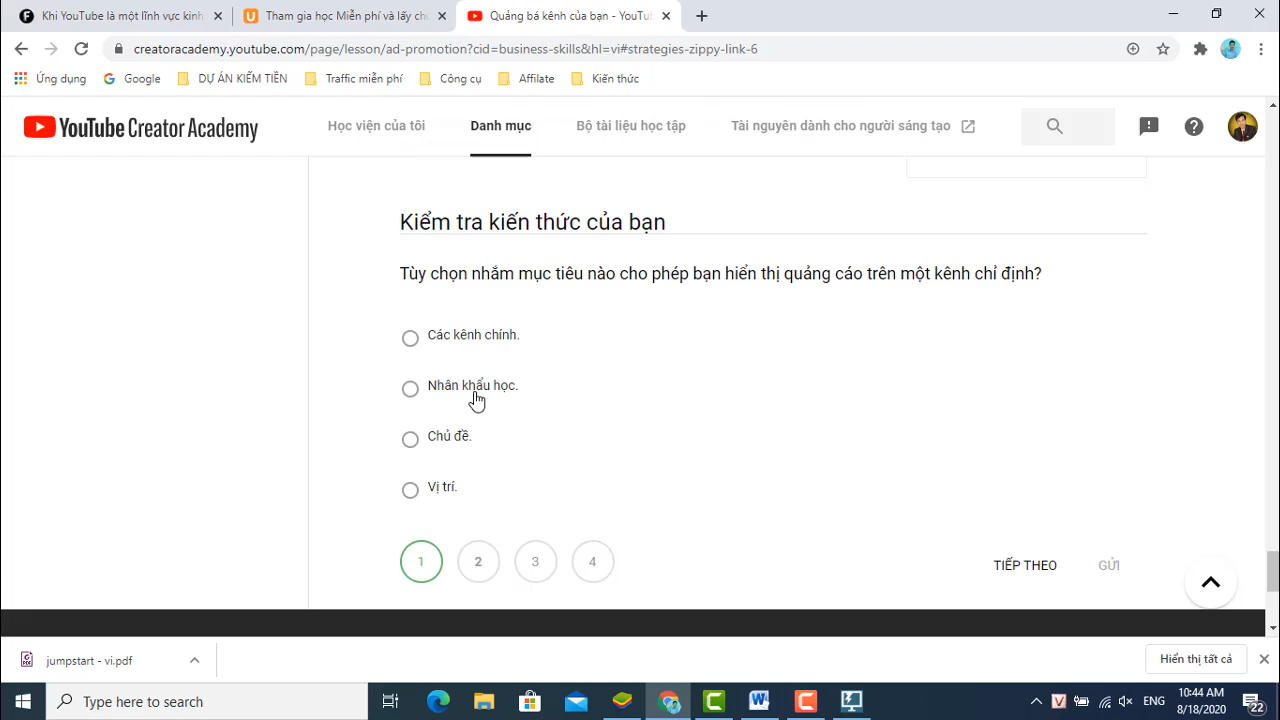 Khi YouTube là một lĩnh vực kinh
Tham gia học Miễn phí và lấy chứ
Quảng bá kênh của bạn - YouTu
creatoracademy.youtube.com/page/lesson/ad-promotion?cid=business-skills&hl=vi#strategies-zippy-link-6
Ứng dụng
Google
DỰ ÁN KIẾM TIỀN
Traffic miễn phí
Công cụ
Affilate
Kiến thức
YouTube Creator Academy
Học viện của tôi
Danh mục
Bộ tài liệu học tập
Tài nguyên dành cho người sáng tạo
Kiểm tra kiến thức của bạn
Tùy chọn nhắm mục tiêu nào cho phép bạn hiển thị quảng cáo trên một kênh chỉ định?
Các kênh chính.
Nhân khẩu học.
Chủ đề.
Vị trí.
1 2 3 4
TIẾP THEO
GỬI
jumpstart - vi.pdf
Hiển thị tất cả
Type here to search
ENG
10:44 AM
8/18/2020
22